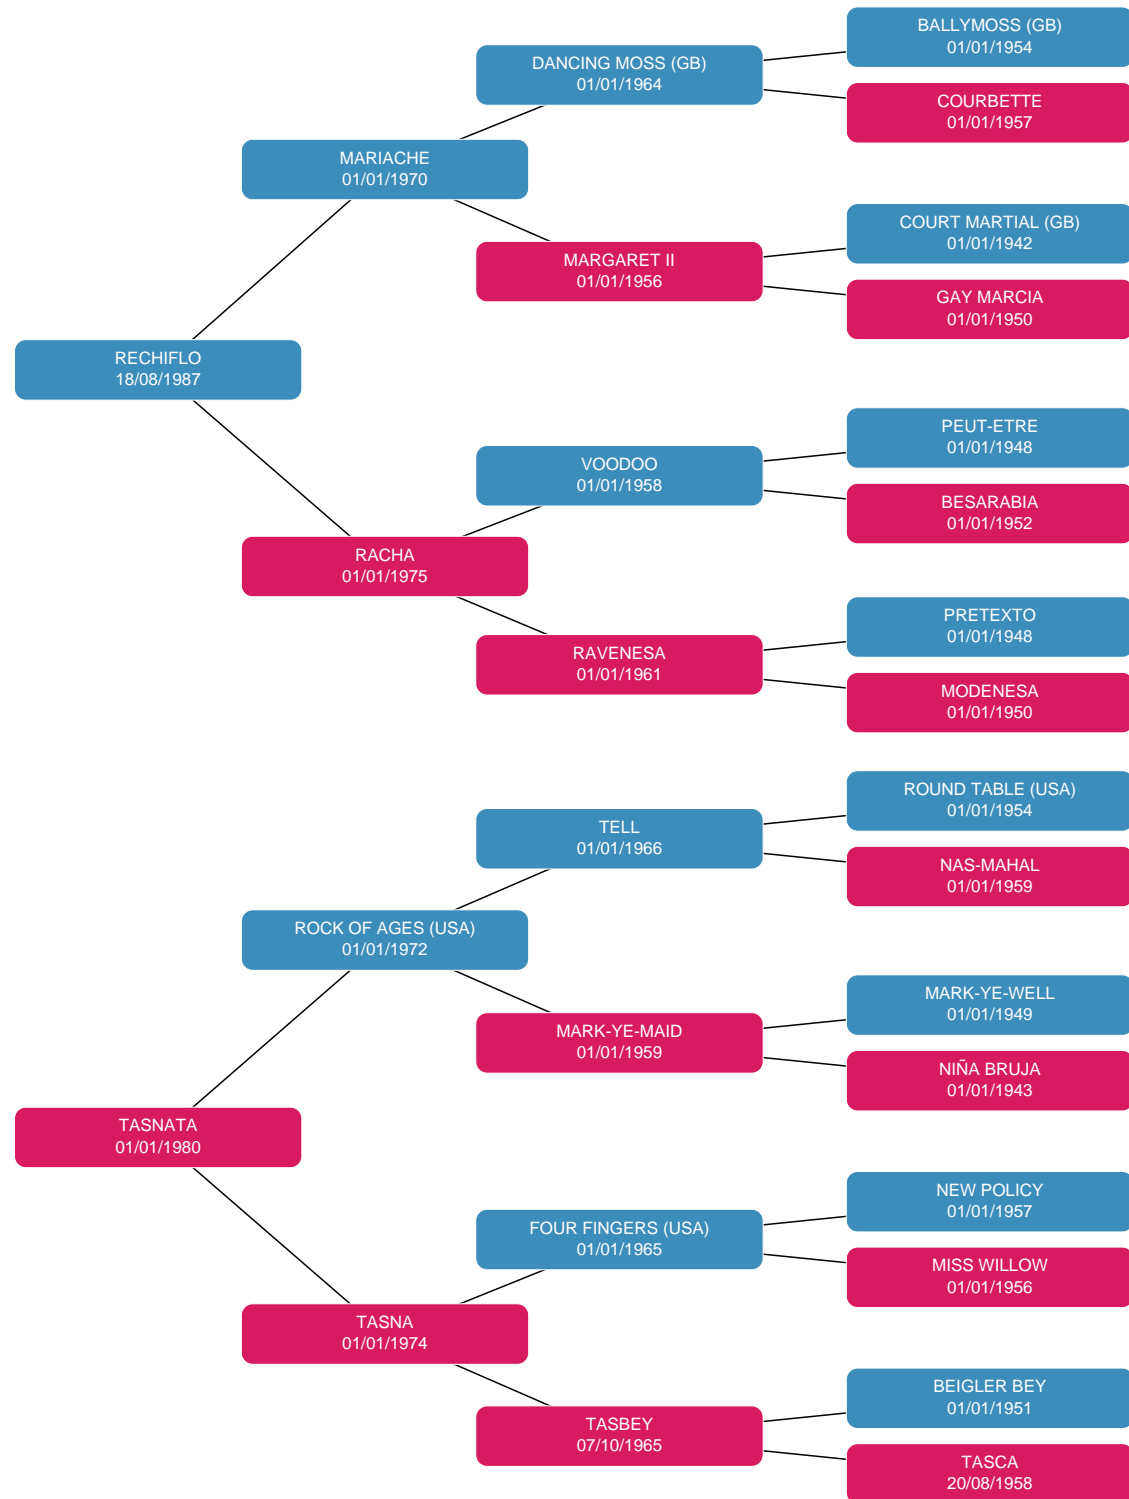 BALLYMOSS (GB)
01/01/1954
DANCING MOSS (GB)
01/01/1964
COURBETTE
01/01/1957
MARIACHE
01/01/1970
COURT MARTIAL (GB)
01/01/1942
MARGARET II
01/01/1956
GAY MARCIA
01/01/1950
RECHIFLO
18/08/1987
PEUT-ETRE
01/01/1948
VOODOO
01/01/1958
BESARABIA
01/01/1952
RACHA
01/01/1975
PRETEXTO
01/01/1948
RAVENESA
01/01/1961
MODENESA
01/01/1950
ROUND TABLE (USA)
01/01/1954
TELL
01/01/1966
NAS-MAHAL
01/01/1959
ROCK OF AGES (USA)
01/01/1972
MARK-YE-WELL
01/01/1949
MARK-YE-MAID
01/01/1959
NIÑA BRUJA
01/01/1943
TASNATA
01/01/1980
NEW POLICY
01/01/1957
FOUR FINGERS (USA)
01/01/1965
MISS WILLOW
01/01/1956
TASNA
01/01/1974
BEIGLER BEY
01/01/1951
TASBEY
07/10/1965
TASCA
20/08/1958